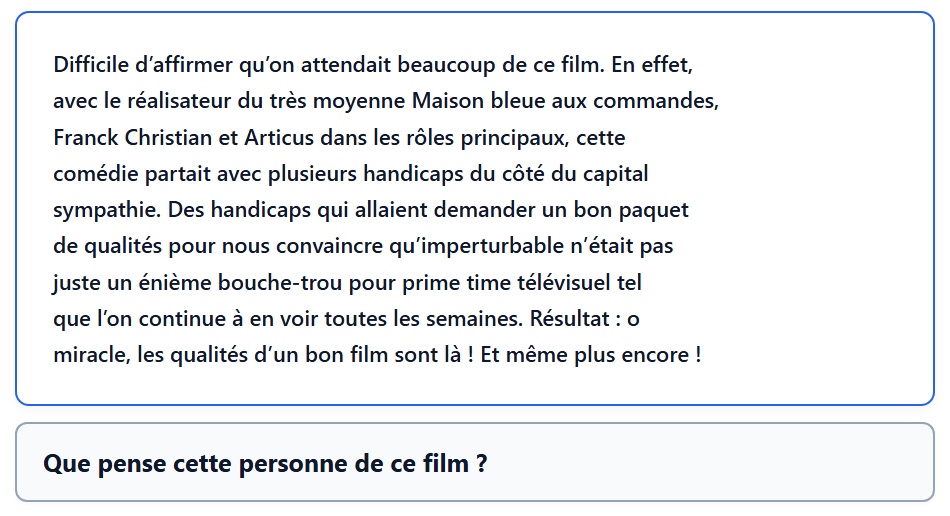 Difficile d’affirmer qu’on attendait beaucoup de ce film. En effet,
avec le réalisateur du très moyenne Maison bleue aux commandes,
Franck Christian et Articus dans les rôles principaux, cette
comédie partait avec plusieurs handicaps du côté du capital
sympathie. Des handicaps qui allaient demander un bon paquet
de qualités pour nous convaincre qu’imperturbable n’était pas
juste un énième bouche-trou pour prime time télévisuel tel
que l’on continue à en voir toutes les semaines. Résultat : o
miracle, les qualités d’un bon film sont là ! Et même plus encore !
Que pense cette personne de ce film ?